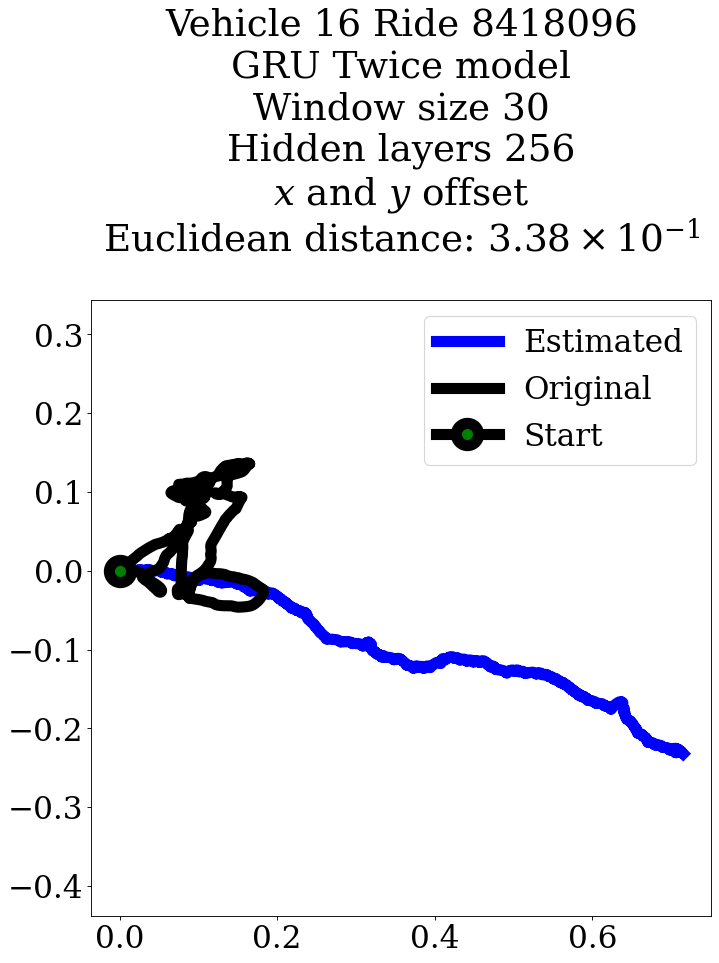 Vehicle 16 Ride 8418096
GRU Twice model
Window size 30
Hidden layers 256
x and y offset
Euclidean distance: 3.38 × 10⁻¹
Estimated
Original
Start
0.3
0.2
0.1
0.0
−0.1
−0.2
−0.3
−0.4
0.0 0.2 0.4 0.6